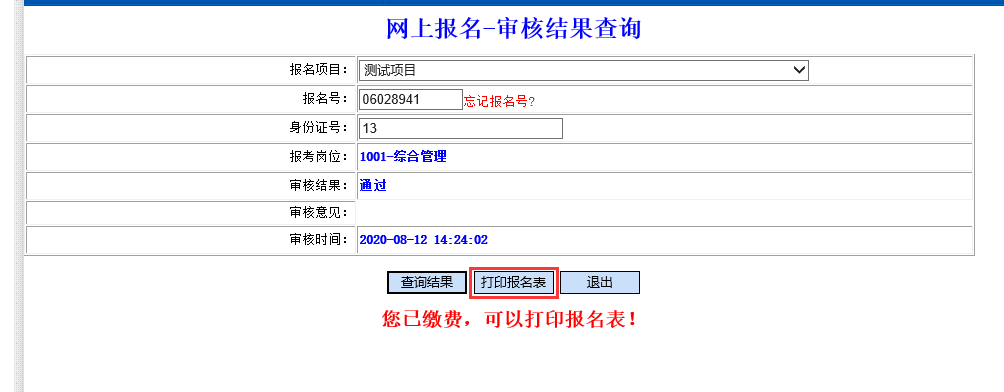 网上报名-审核结果查询
报名项目： 测试项目
报名号： 06028941 忘记报名号?
身份证号： 13
报考岗位： 1001-综合管理
审核结果： 通过
审核意见：
审核时间： 2020-08-12 14:24:02
查询结果 打印报名表 退出
您已缴费，可以打印报名表！